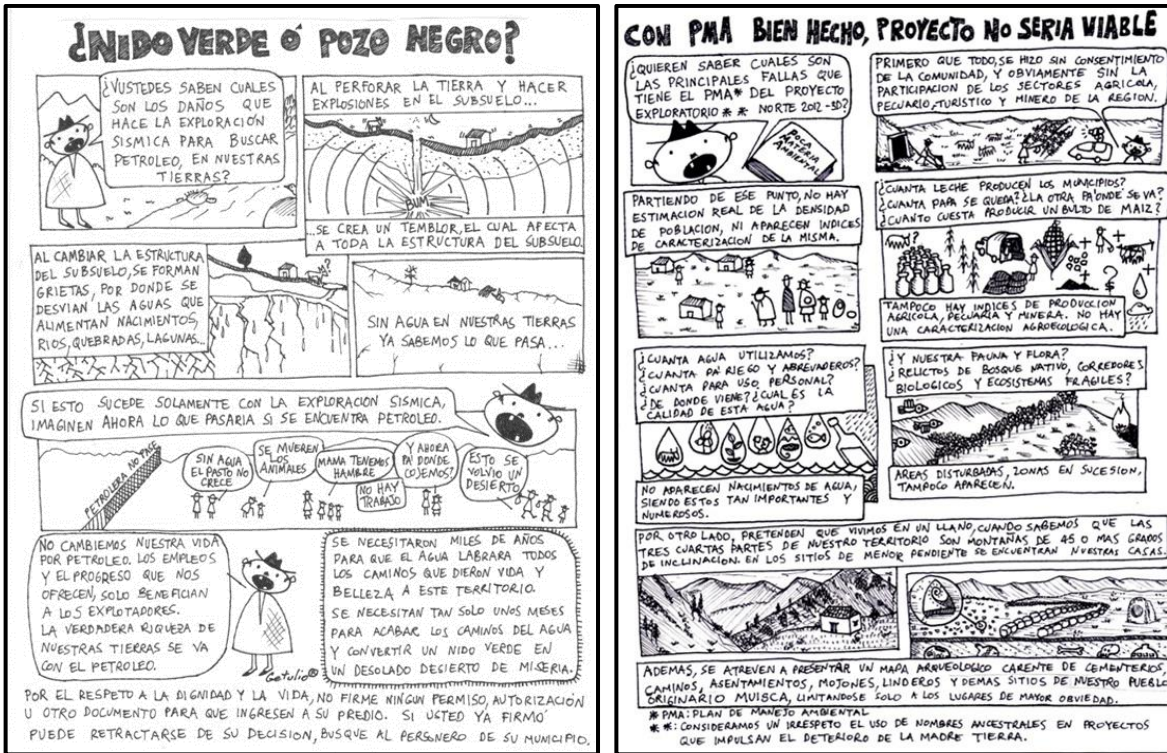 ¿NIDO VERDE Ó POZO NEGRO?
¿VUSTEDES SABEN CUALES
SON LOS DAÑOS QUE
HACE LA EXPLORACIÓN
SISMICA PARA BUSCAR
PETROLEO, EN NUESTRAS
TIERRAS?
AL PERFORAR LA TIERRA Y HACER
EXPLOSIONES EN EL SUBSUELO...
BUM
...SE CREA UN TEMBLOR, EL CUAL AFECTA
A TODA LA ESTRUCTURA DEL SUBSUELO.
AL CAMBIAR LA ESTRUCTURA
DEL SUBSUELO, SE FORMAN
GRIETAS, POR DONDE SE
DESVIAN LAS AGUAS QUE
ALIMENTAN NACIMIENTOS,
RIOS, QUEBRADAS, LAGUNAS...
SIN AGUA EN NUESTRAS TIERRAS
YA SABEMOS LO QUE PASA...
SI ESTO SUCEDE SOLAMENTE CON LA EXPLORACIÓN SISMICA,
IMAGINEN AHORA LO QUE PASARIA SI SE ENCUENTRA PETROLEO.
PETROLERA NO PASE
SIN AGUA
EL PASTO NO
CRECE
SE MUEREN
LOS
ANIMALES
MAMA TENEMOS
HAMBRE
NO HAY
TRABAJO
Y AHORA
PA' DONDE
COJEMOS?
ESTO SE
VOLVIO UN
DESIERTO
NO CAMBIEMOS NUESTRA VIDA
POR PETROLEO. LOS EMPLEOS
Y EL PROGRESO QUE NOS
OFRECEN, SOLO BENEFICIAN
A LOS EXPLOTADORES.
LA VERDADERA RIQUEZA DE
NUESTRAS TIERRAS SE VA
CON EL PETROLEO.
Getulio
SE NECESITARON MILES DE AÑOS
PARA QUE EL AGUA LABRARA TODOS
LOS CAMINOS QUE DIERON VIDA Y
BELLEZA A ESTE TERRITORIO.
SE NECESITAN TAN SOLO UNOS MESES
PARA ACABAR LOS CAMINOS DEL AGUA
Y CONVERTIR UN NIDO VERDE EN
UN DESOLADO DESIERTO DE MISERIA.
POR EL RESPETO A LA DIGNIDAD Y LA VIDA, NO FIRME NINGUN PERMISO, AUTORIZACIÓN
U OTRO DOCUMENTO PARA QUE INGRESEN A SU PREDIO. SI USTED YA FIRMÓ
PUEDE RETRACTARSE DE SU DECISION, BUSQUE AL PERSONERO DE SU MUNICIPIO.
CON PMA BIEN HECHO, PROYECTO NO SERIA VIABLE
¿QUIEREN SABER CUALES SON
LAS PRINCIPALES FALLAS QUE
TIENE EL PMA* DEL PROYECTO
EXPLORATORIO * * NORTE 2012-3D?
POCA
MATERIA
AMBIENTAL
PRIMERO QUE TODO, SE HIZO SIN CONSENTIMIENTO
DE LA COMUNIDAD, Y OBVIAMENTE SIN LA
PARTICIPACION DE LOS SECTORES AGRICOLA,
PECUARIO, TURISTICO Y MINERO DE LA REGION.
PARTIENDO DE ESE PUNTO, NO HAY
ESTIMACION REAL DE LA DENSIDAD
DE POBLACION, NI APARECEN INDICES
DE CARACTERIZACION DE LA MISMA.
¿CUANTA LECHE PRODUCEN LOS MUNICIPIOS?
¿CUANTA PAPA SE QUEDA? ¿LA OTRA PA'ONDE SE VA?
¿CUANTO CUESTA PRODUCIR UN BULTO DE MAIZ?
TAMPOCO HAY INDICES DE PRODUCCION
AGRICOLA, PECUARIA Y MINERA. NO HAY
UNA CARACTERIZACION AGROECOLOGICA.
¿CUANTA AGUA UTILIZAMOS?
¿CUANTA PA' RIEGO Y ABREVADEROS?
¿CUANTA PARA USO PERSONAL?
¿DE DONDE VIENE? ¿CUAL ES LA
CALIDAD DE ESTA AGUA?
NO APARECEN NACIMIENTOS DE AGUA,
SIENDO ESTOS TAN IMPORTANTES Y
NUMEROSOS.
¿Y NUESTRA FAUNA Y FLORA?
¿RELICTOS DE BOSQUE NATIVO, CORREDORES
BIOLOGICOS Y ECOSISTEMAS FRAGILES?
AREAS DISTURBADAS, ZONAS EN SUCESION,
TAMPOCO APARECEN.
POR OTRO LADO, PRETENDEN QUE VIVIMOS EN UN LLANO, CUANDO SABEMOS QUE LAS
TRES CUARTAS PARTES DE NUESTRO TERRITORIO SON MONTAÑAS DE 45 O MAS GRADOS
DE INCLINACION. EN LOS SITIOS DE MENOR PENDIENTE SE ENCUENTRAN NUESTRAS CASAS.
ADEMAS, SE ATREVEN A PRESENTAR UN MAPA ARQUEOLOGICO CARENTE DE CEMENTERIOS,
CAMINOS, ASENTAMIENTOS, MOJONES, LINDEROS Y DEMAS SITIOS DE NUESTRO PUEBLO
ORIGINARIO MUISCA, LIMITANDOSE SOLO A LOS LUGARES DE MAYOR OBVIEDAD.
* PMA: PLAN DE MANEJO AMBIENTAL
* *: CONSIDERAMOS UN IRRESPETO EL USO DE NOMBRES ANCESTRALES EN PROYECTOS
QUE IMPULSAN EL DETERIORO DE LA MADRE TIERRA.